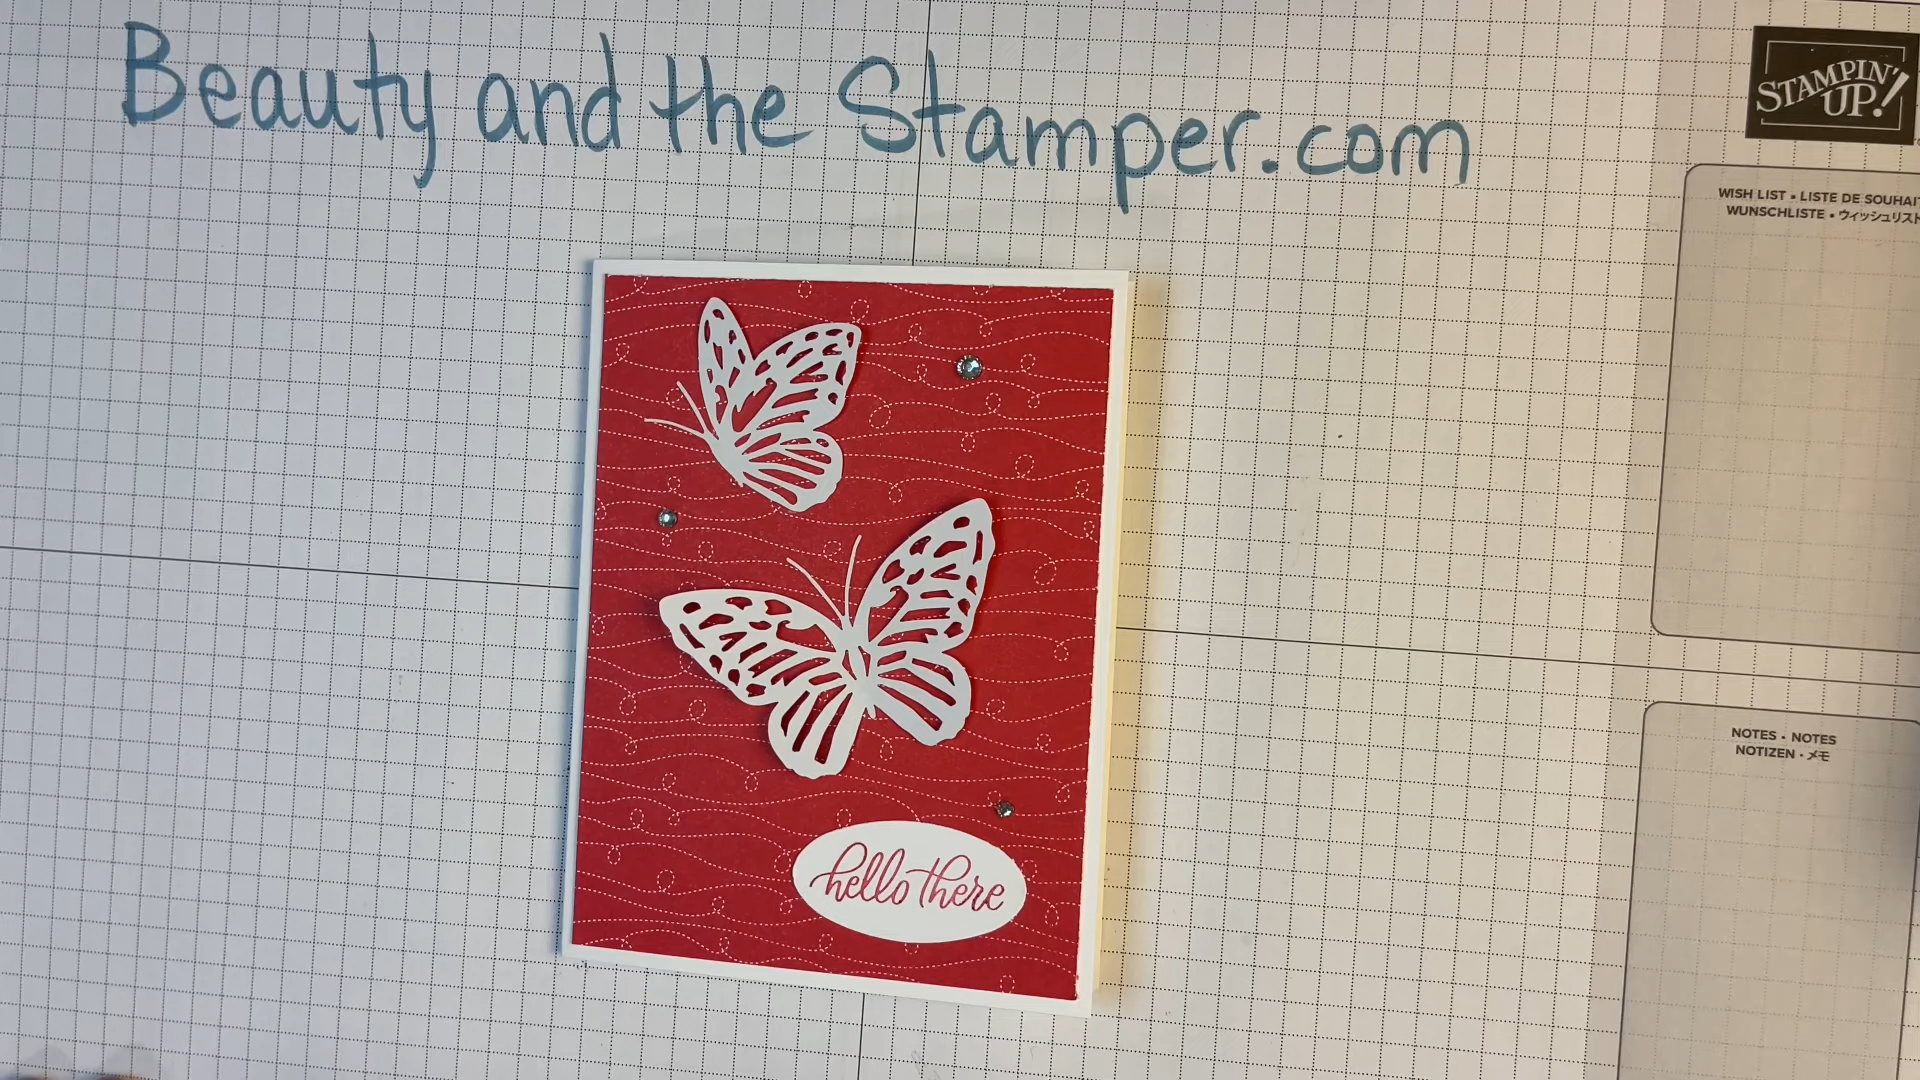 Beauty and the Stamper.com
STAMPIN'
UP!
WISH LIST • LISTE DE SOUHAIT
WUNSCHLISTE • ウィッシュリスト
NOTES • NOTES
NOTIZEN • メモ
hello there